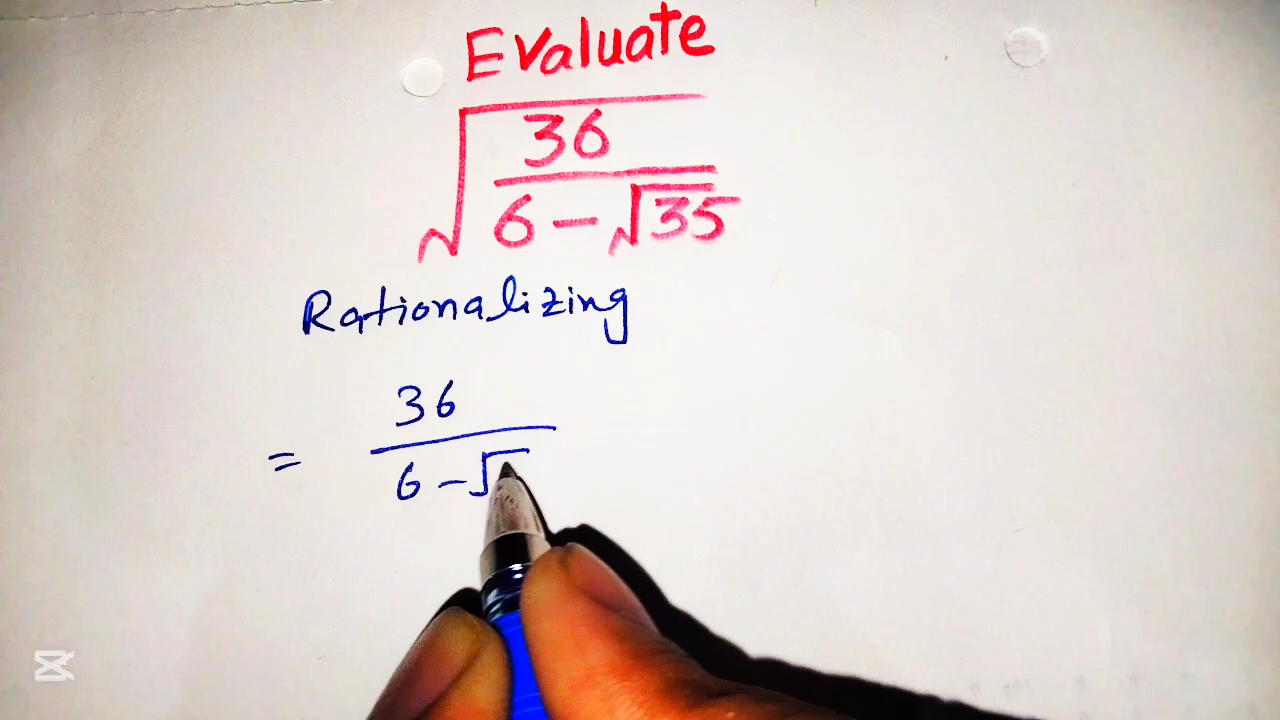 Evaluate
√(36/(6-√35))
Rationalizing
= 36/(6-√